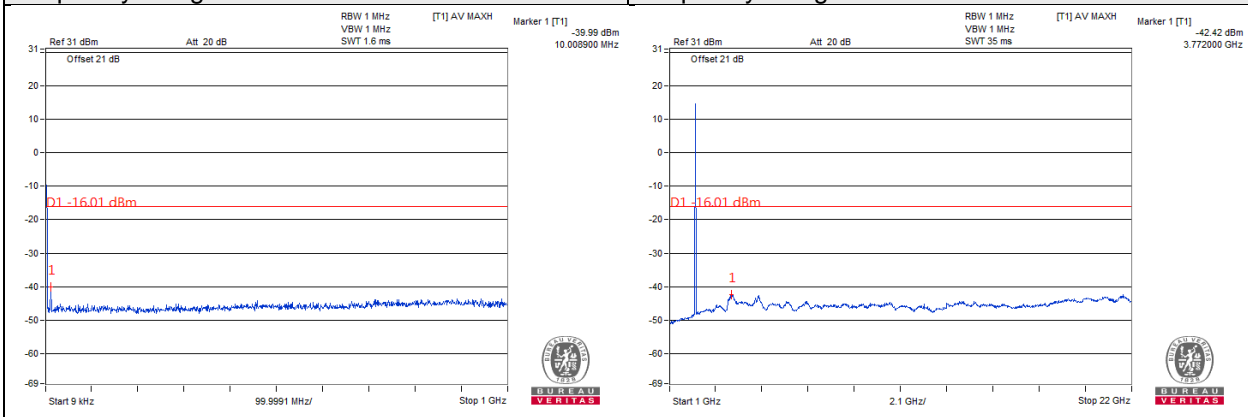 RBW 1 MHz
VBW 1 MHz
SWT 1.6 ms
[T1] AV MAXH
Marker 1 [T1]
-39.99 dBm
10.008900 MHz
Ref 31 dBm
Att 20 dB
Offset 21 dB
31
20
10
0
-10
-20
-30
-40
-50
-60
-69
D1 -16.01 dBm
1
Start 9 kHz
99.9991 MHz/
Stop 1 GHz
BUREAU VERITAS
1828
BUREAU
VERITAS
RBW 1 MHz
VBW 1 MHz
SWT 35 ms
[T1] AV MAXH
Marker 1 [T1]
-42.42 dBm
3.772000 GHz
Ref 31 dBm
Att 20 dB
Offset 21 dB
31
20
10
0
-10
-20
-30
-40
-50
-60
-69
D1 -16.01 dBm
1
Start 1 GHz
2.1 GHz/
Stop 22 GHz
BUREAU VERITAS
1828
BUREAU
VERITAS